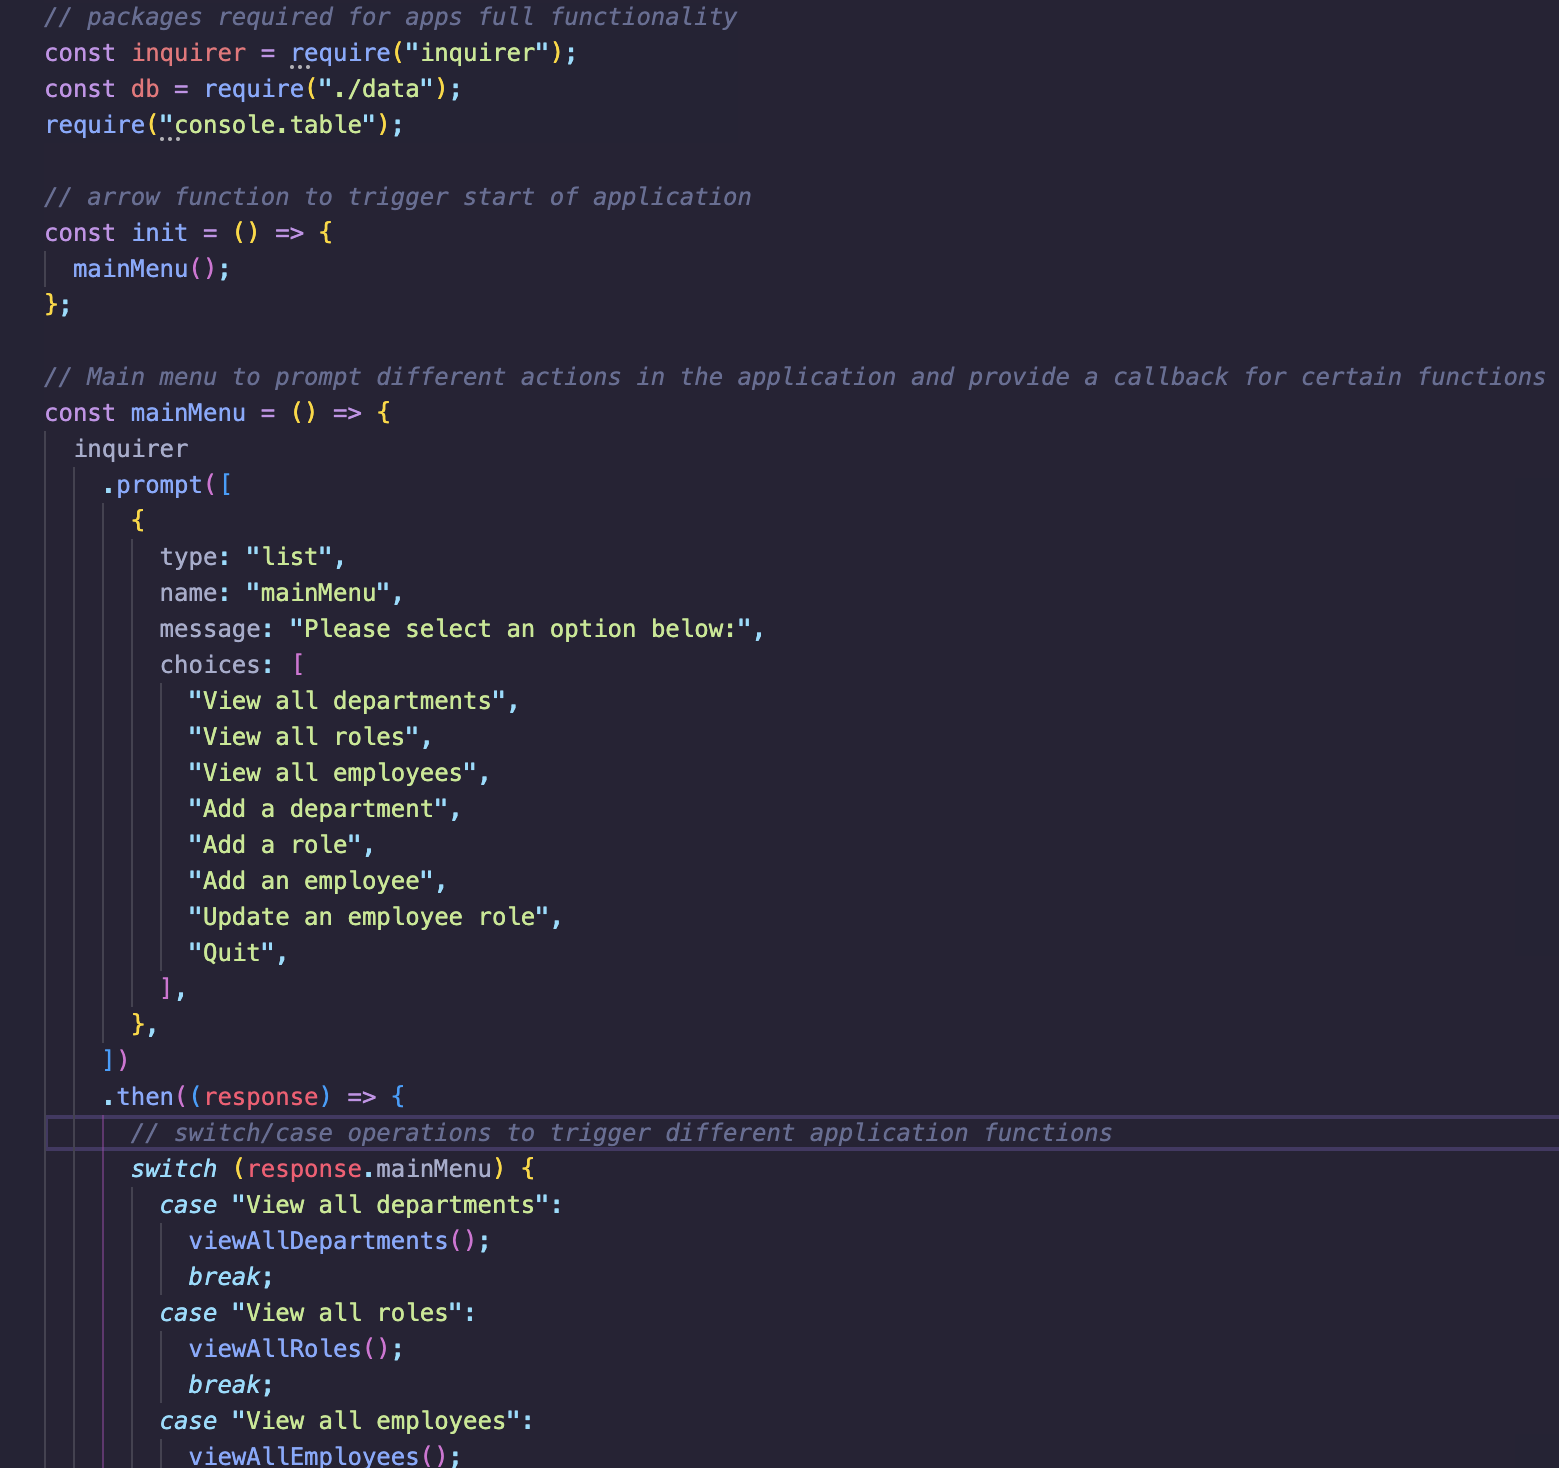 // packages required for apps full functionality
const inquirer = require("inquirer");
const db = require("./data");
require("console.table");

// arrow function to trigger start of application
const init = () => {
  mainMenu();
};

// Main menu to prompt different actions in the application and provide a callback for certain functions
const mainMenu = () => {
  inquirer
    .prompt([
      {
        type: "list",
        name: "mainMenu",
        message: "Please select an option below:",
        choices: [
          "View all departments",
          "View all roles",
          "View all employees",
          "Add a department",
          "Add a role",
          "Add an employee",
          "Update an employee role",
          "Quit",
        ],
      },
    ])
    .then((response) => {
      // switch/case operations to trigger different application functions
      switch (response.mainMenu) {
        case "View all departments":
          viewAllDepartments();
          break;
        case "View all roles":
          viewAllRoles();
          break;
        case "View all employees":
          viewAllEmployees();